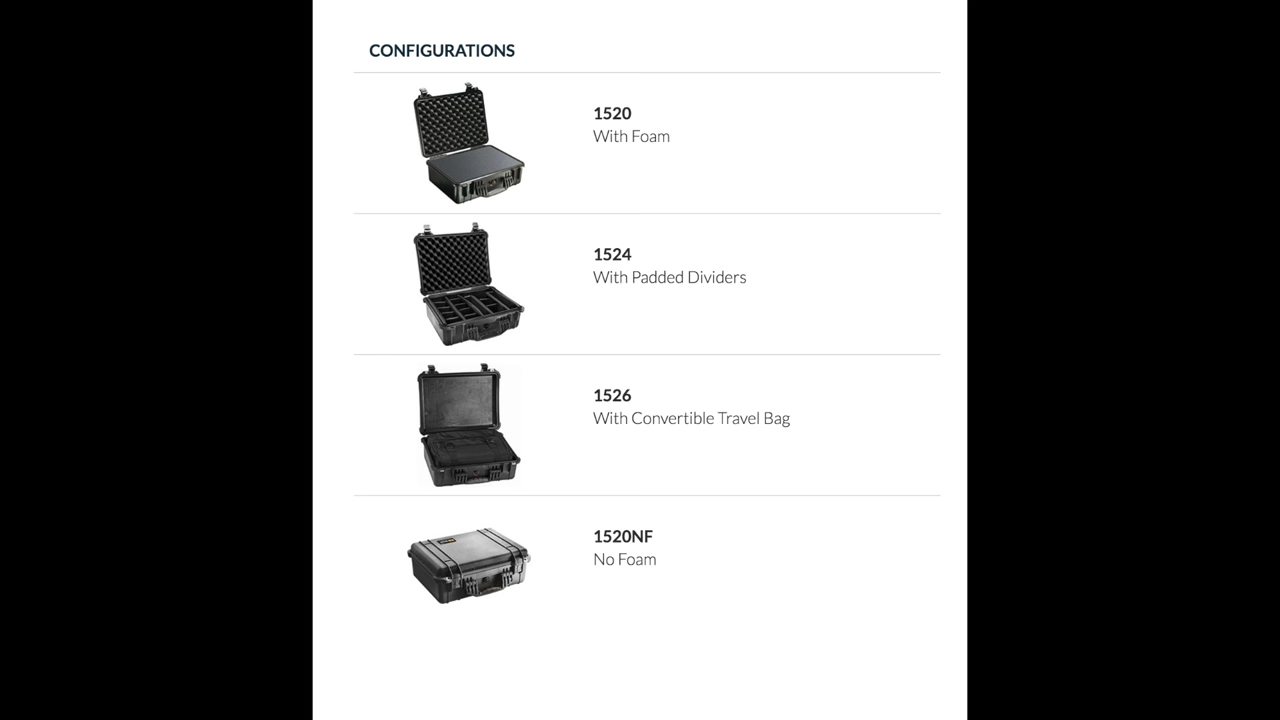 CONFIGURATIONS
1520
With Foam
1524
With Padded Dividers
1526
With Convertible Travel Bag
1520NF
No Foam